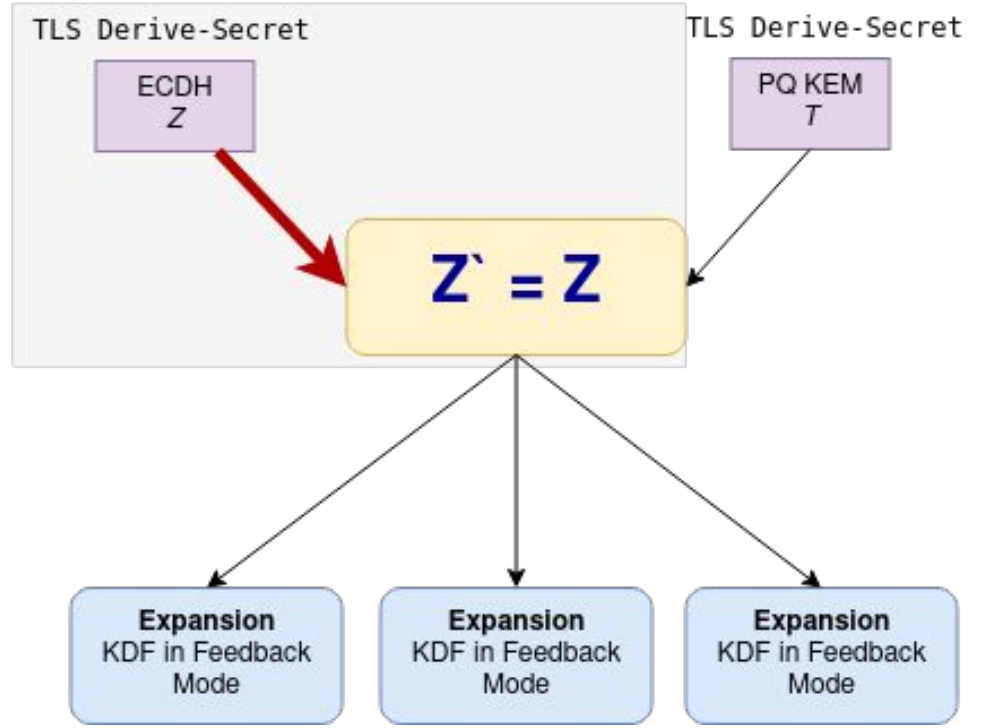 TLS Derive-Secret
TLS Derive-Secret
ECDH
Z
PQ KEM
T
Z` = Z
Expansion
KDF in Feedback
Mode
Expansion
KDF in Feedback
Mode
Expansion
KDF in Feedback
Mode